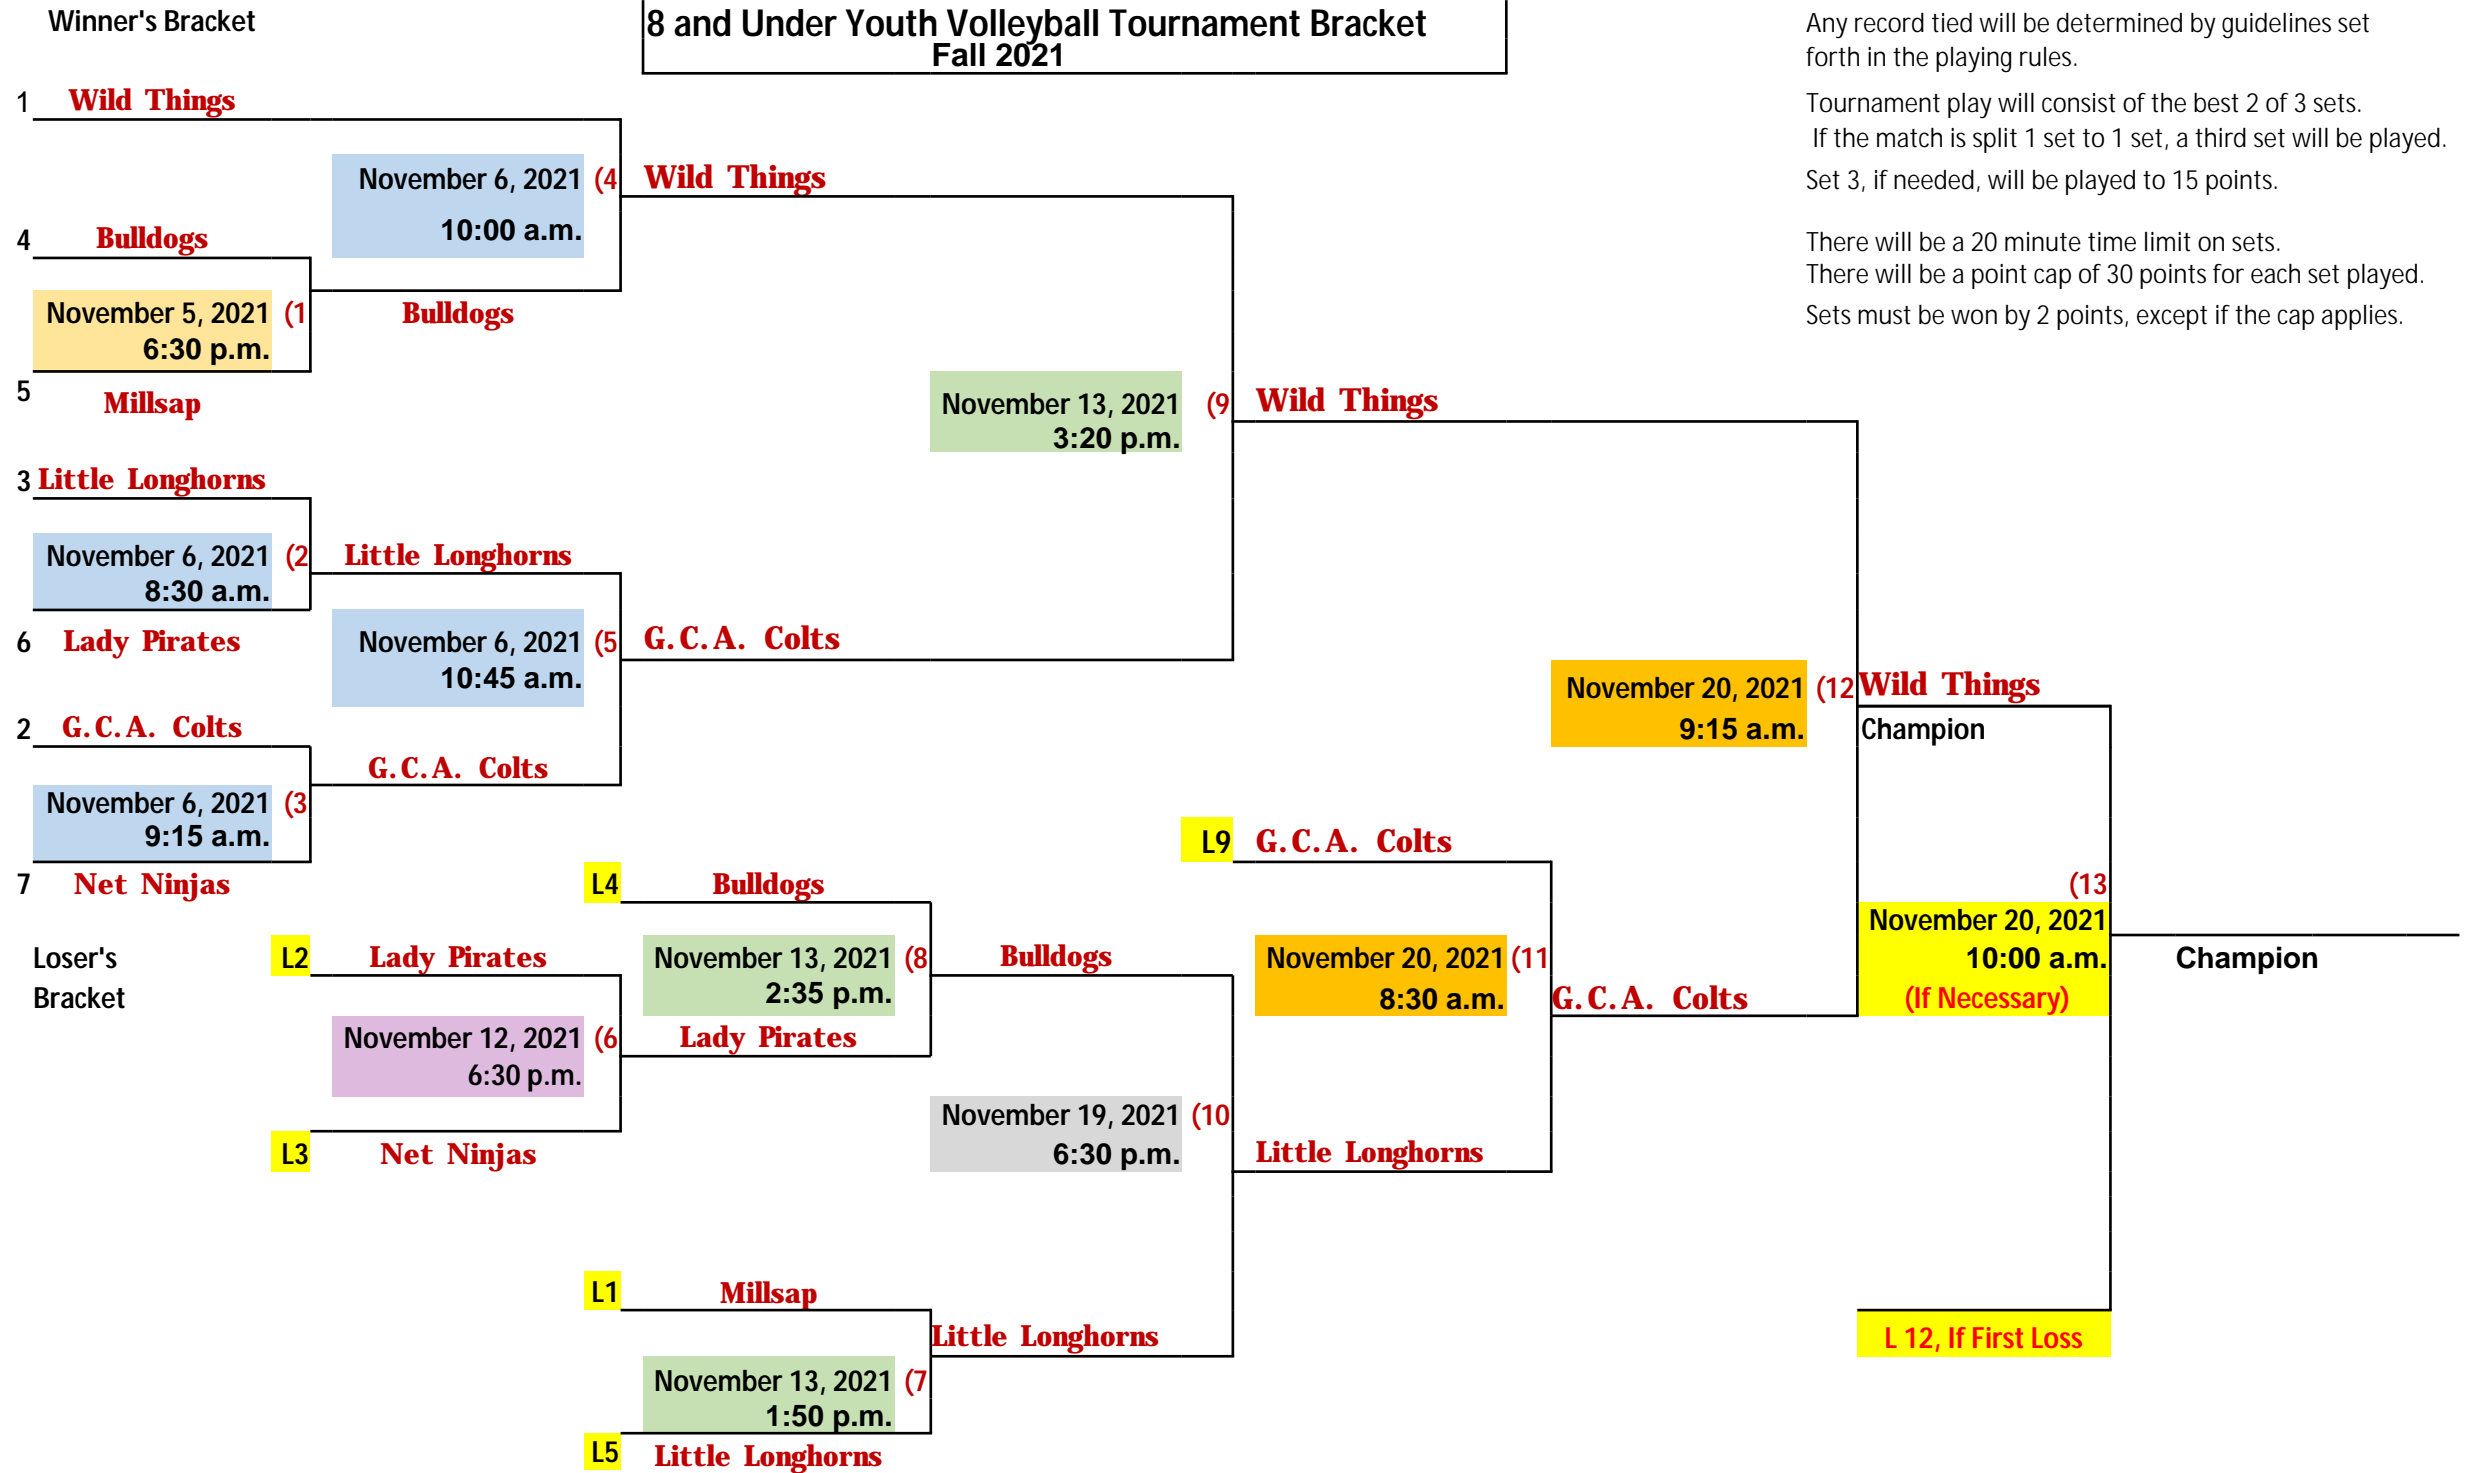 Winner's Bracket
8 and Under Youth Volleyball Tournament Bracket
Fall 2021
Any record tied will be determined by guidelines set
forth in the playing rules.
Tournament play will consist of the best 2 of 3 sets.
If the match is split 1 set to 1 set, a third set will be played.
Set 3, if needed, will be played to 15 points.
There will be a 20 minute time limit on sets.
There will be a point cap of 30 points for each set played.
Sets must be won by 2 points, except if the cap applies.
1 Wild Things
November 6, 2021 (4
10:00 a.m.
Wild Things
4 Bulldogs
November 5, 2021 (1
6:30 p.m.
Bulldogs
5
Millsap
November 13, 2021 (9
3:20 p.m.
Wild Things
3 Little Longhorns
November 6, 2021 (2
8:30 a.m.
Little Longhorns
6 Lady Pirates
November 6, 2021 (5
10:45 a.m.
G.C.A. Colts
November 20, 2021 (12
9:15 a.m.
Wild Things
Champion
2 G.C.A. Colts
G.C.A. Colts
November 6, 2021 (3
9:15 a.m.
7 Net Ninjas
L9 G.C.A. Colts
L4 Bulldogs
(13
November 20, 2021
10:00 a.m.
(If Necessary)
Champion
Loser's
Bracket
L2 Lady Pirates
November 13, 2021 (8
2:35 p.m.
Bulldogs
November 20, 2021 (11
8:30 a.m.
G.C.A. Colts
November 12, 2021 (6
6:30 p.m.
Lady Pirates
L3 Net Ninjas
November 19, 2021 (10
6:30 p.m.
Little Longhorns
L1 Millsap
Little Longhorns
L 12, If First Loss
November 13, 2021 (7
1:50 p.m.
L5 Little Longhorns